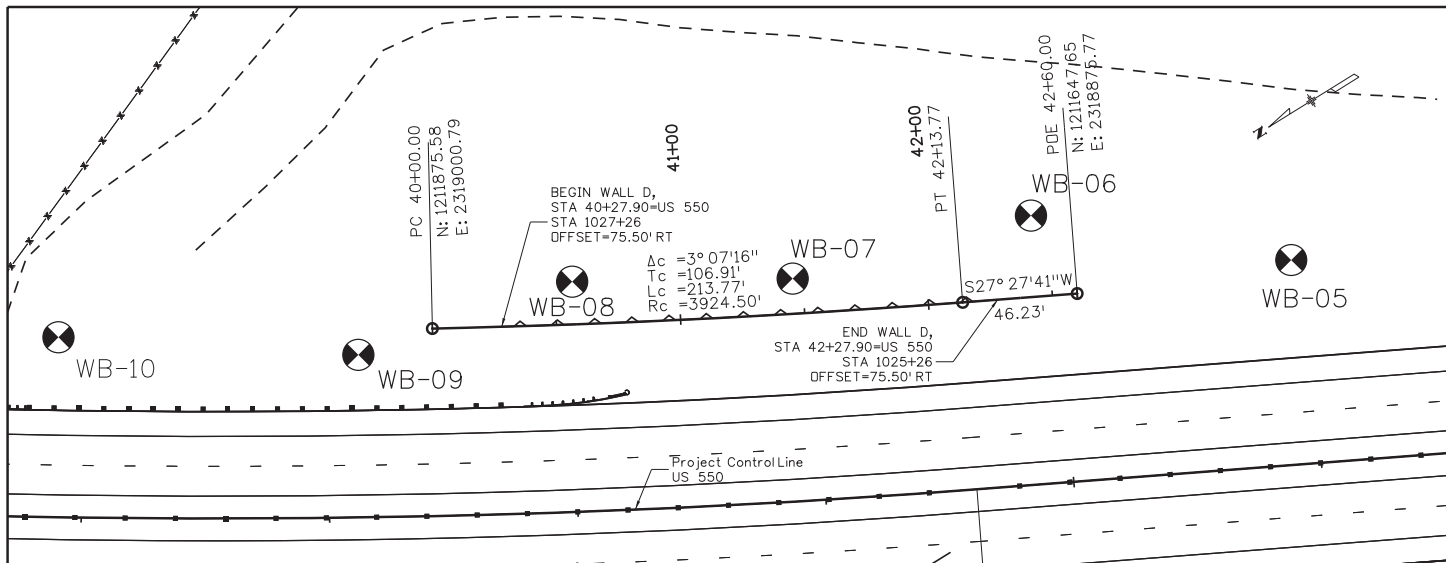 PC 40+00.00
N: 1211875.58
E: 2319000.79
BEGIN WALL D,
STA 40+27.90=US 550
STA 1027+26
OFFSET=75.50' RT
41+00
Δc =3° 07'16"
Tc =106.91'
Lc =213.77'
Rc =3924.50'
42+00
PT 42+13.77
POE 42+60.00
N: 1211647.65
E: 2318875.77
N
WB-06
WB-07
WB-08
WB-05
S27° 27'41"W
46.23'
END WALL D,
STA 42+27.90=US 550
STA 1025+26
OFFSET=75.50' RT
WB-10
WB-09
Project Control Line
US 550